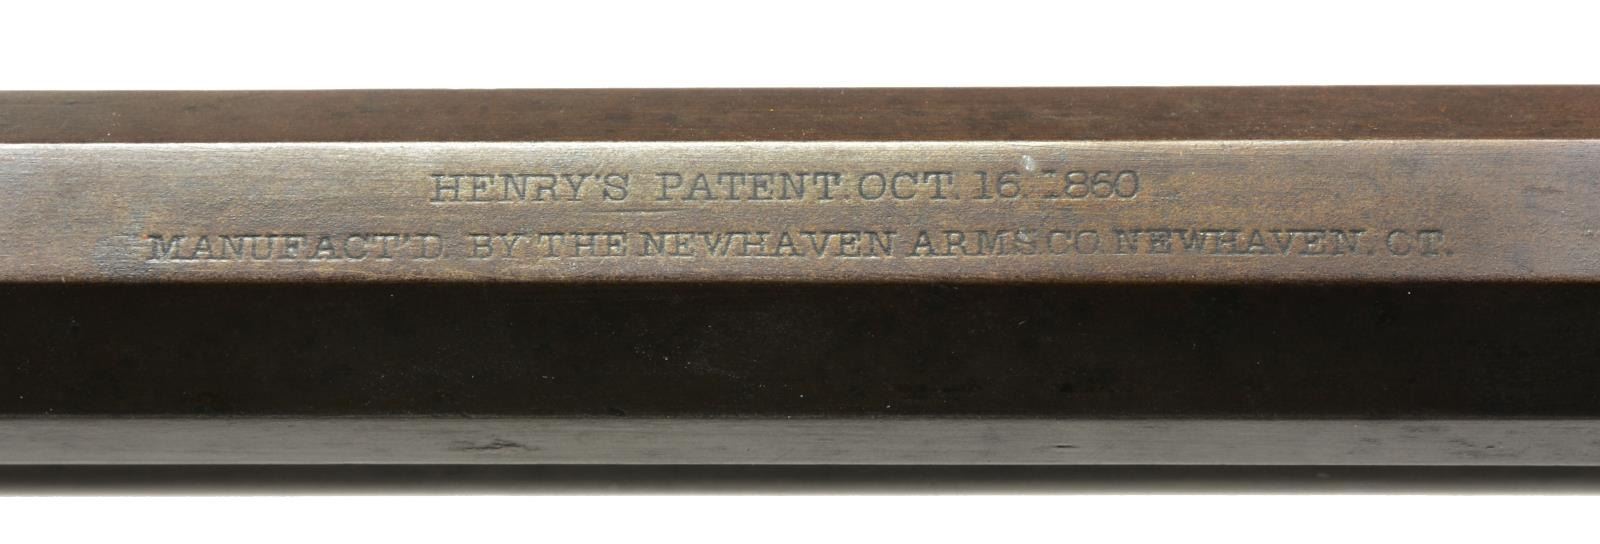 HENRY'S PATENT. OCT. 16. 1860
MANUFACT'D. BY THE NEWHAVEN ARMS. CO. NEWHAVEN. CT.